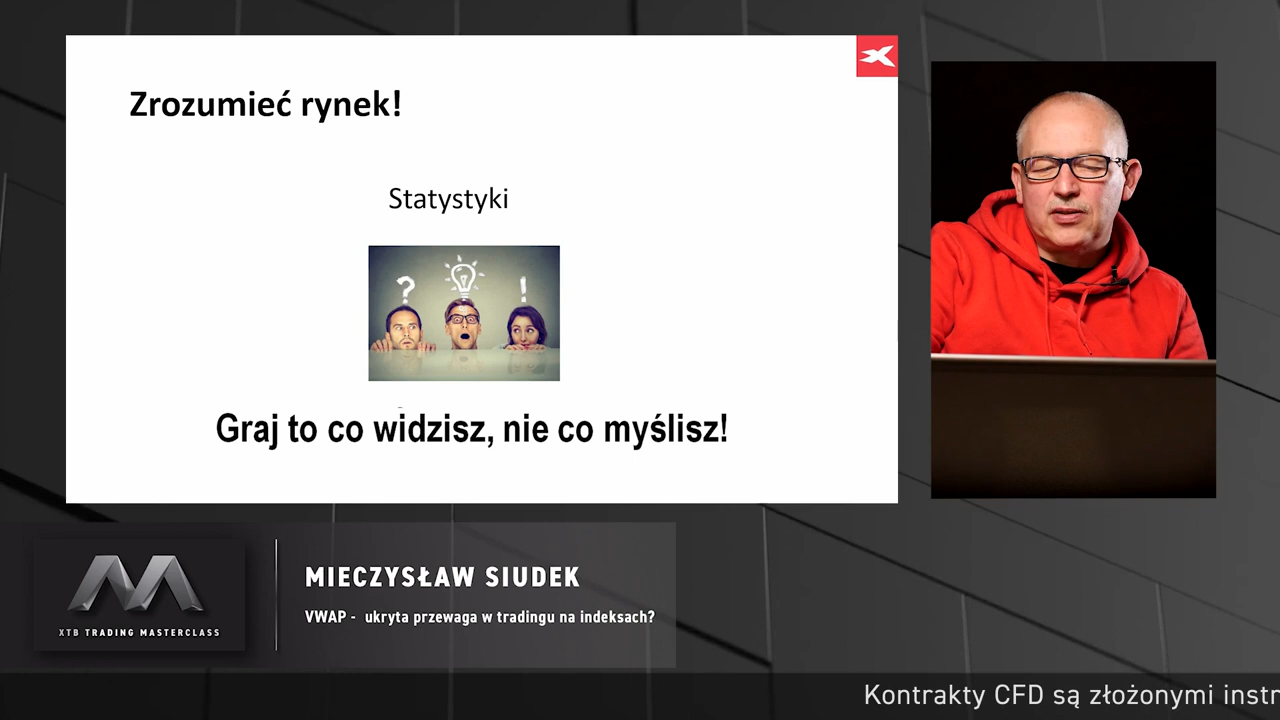 Zrozumieć rynek!
Statystyki
? !
Graj to co widzisz, nie co myślisz!
XTB TRADING MASTERCLASS
MIECZYSŁAW SIUDEK
VWAP - ukryta przewaga w tradingu na indeksach?
Kontrakty CFD są złożonymi instr